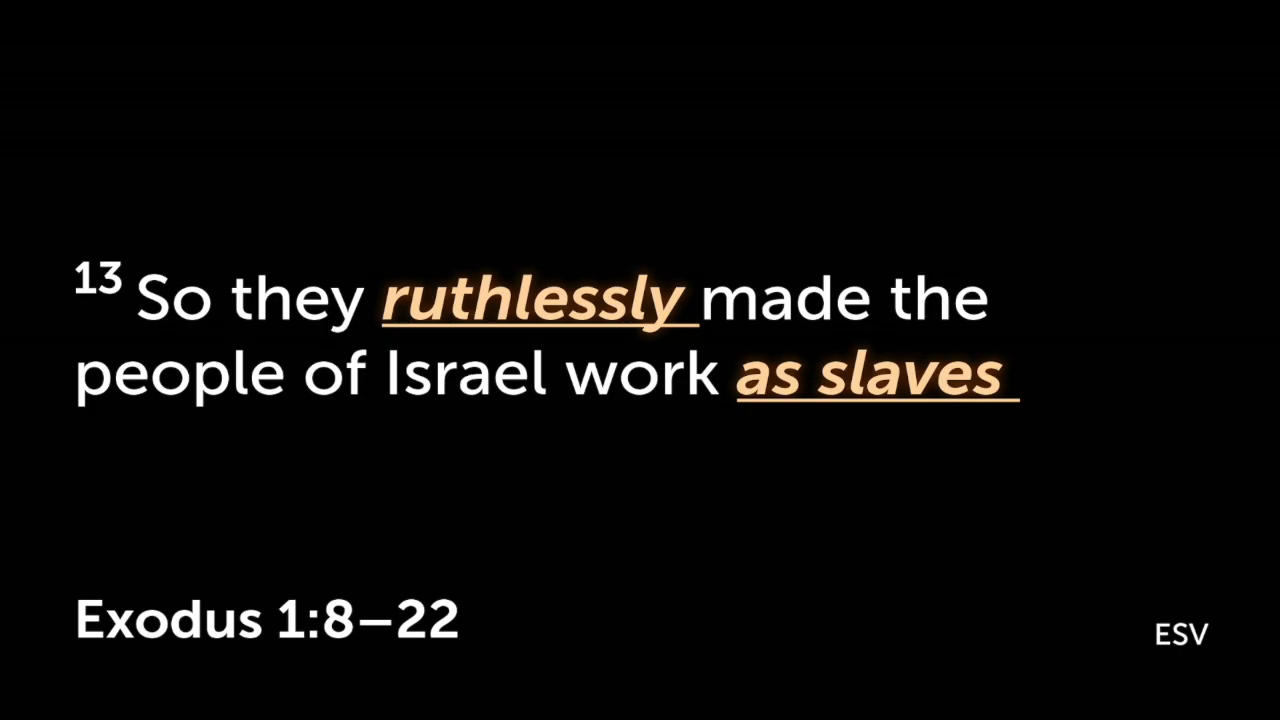 13 So they ruthlessly made the
people of Israel work as slaves
Exodus 1:8–22
ESV